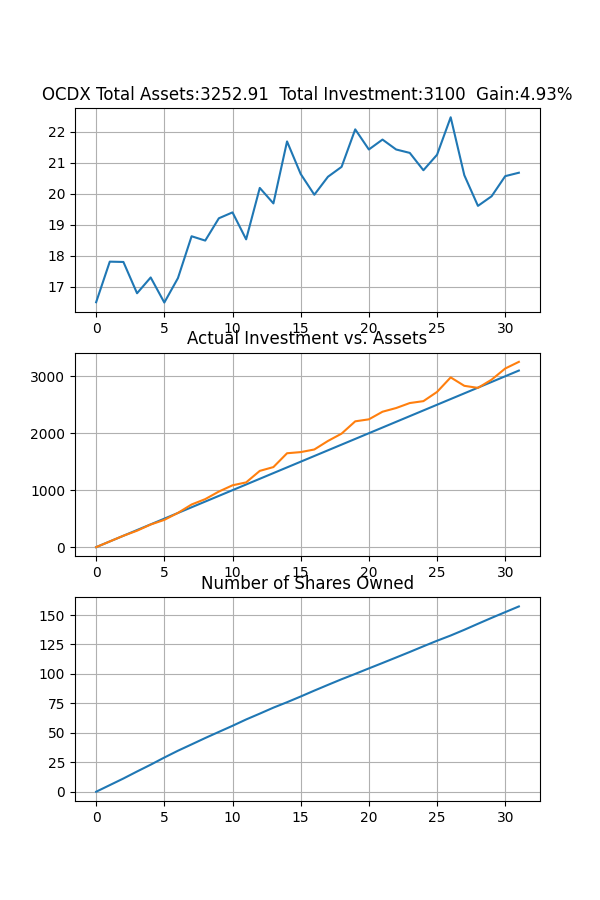 OCDX Total Assets:3252.91  Total Investment:3100  Gain:4.93%
22
21
20
19
18
17
0 5 10 15 20 25 30
Actual Investment vs. Assets
3000
2000
1000
0
0 5 10 15 20 25 30
Number of Shares Owned
150
125
100
75
50
25
0
0 5 10 15 20 25 30